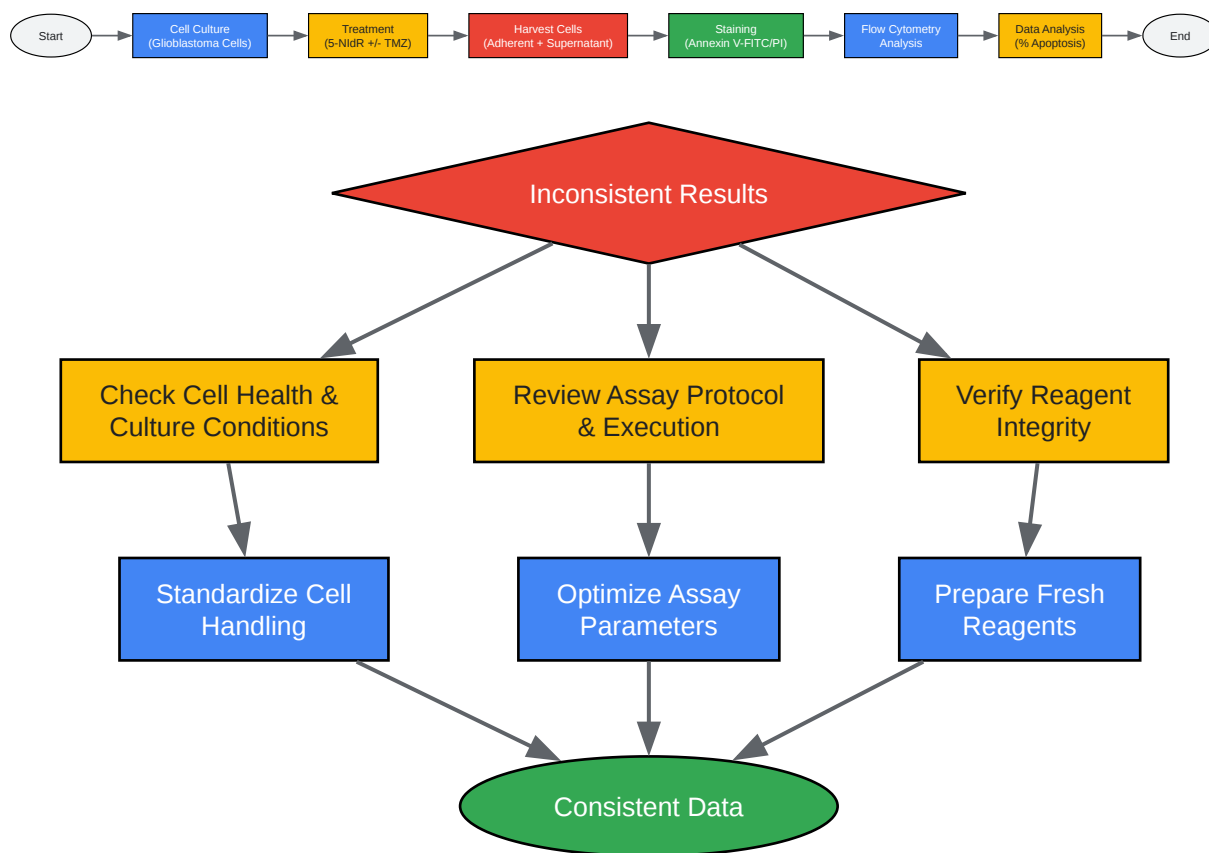 Start
Cell Culture
(Glioblastoma Cells)
Treatment
(5-NIdR +/- TMZ)
Harvest Cells
(Adherent + Supernatant)
Staining
(Annexin V-FITC/PI)
Flow Cytometry
Analysis
Data Analysis
(% Apoptosis)
End
Inconsistent Results
Check Cell Health &
Culture Conditions
Review Assay Protocol
& Execution
Verify Reagent
Integrity
Standardize Cell
Handling
Optimize Assay
Parameters
Prepare Fresh
Reagents
Consistent Data